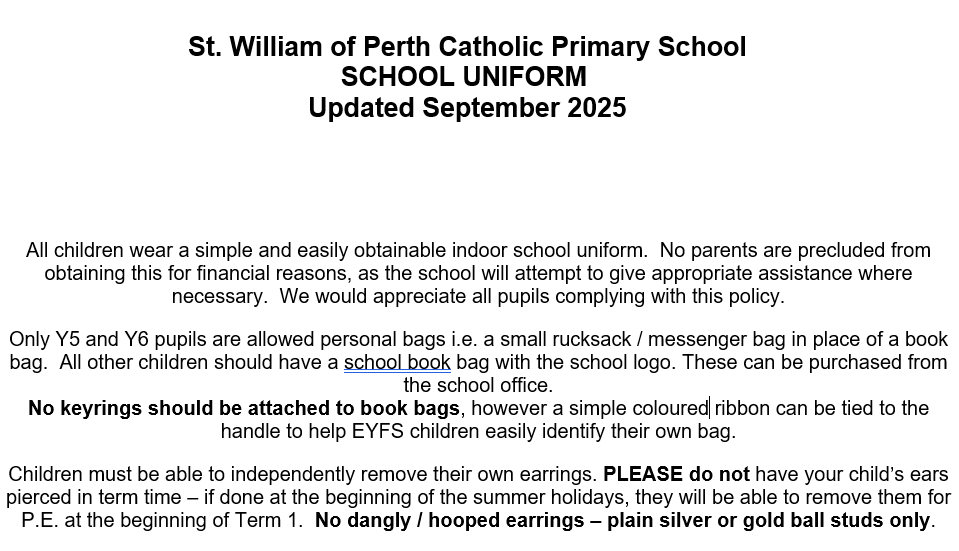 St. William of Perth Catholic Primary School
SCHOOL UNIFORM
Updated September 2025
All children wear a simple and easily obtainable indoor school uniform.  No parents are precluded from
obtaining this for financial reasons, as the school will attempt to give appropriate assistance where
necessary.  We would appreciate all pupils complying with this policy.
Only Y5 and Y6 pupils are allowed personal bags i.e. a small rucksack / messenger bag in place of a book
bag.  All other children should have a school book bag with the school logo. These can be purchased from
the school office.
No keyrings should be attached to book bags, however a simple coloured ribbon can be tied to the
handle to help EYFS children easily identify their own bag.
Children must be able to independently remove their own earrings. PLEASE do not have your child’s ears
pierced in term time – if done at the beginning of the summer holidays, they will be able to remove them for
P.E. at the beginning of Term 1.  No dangly / hooped earrings – plain silver or gold ball studs only.